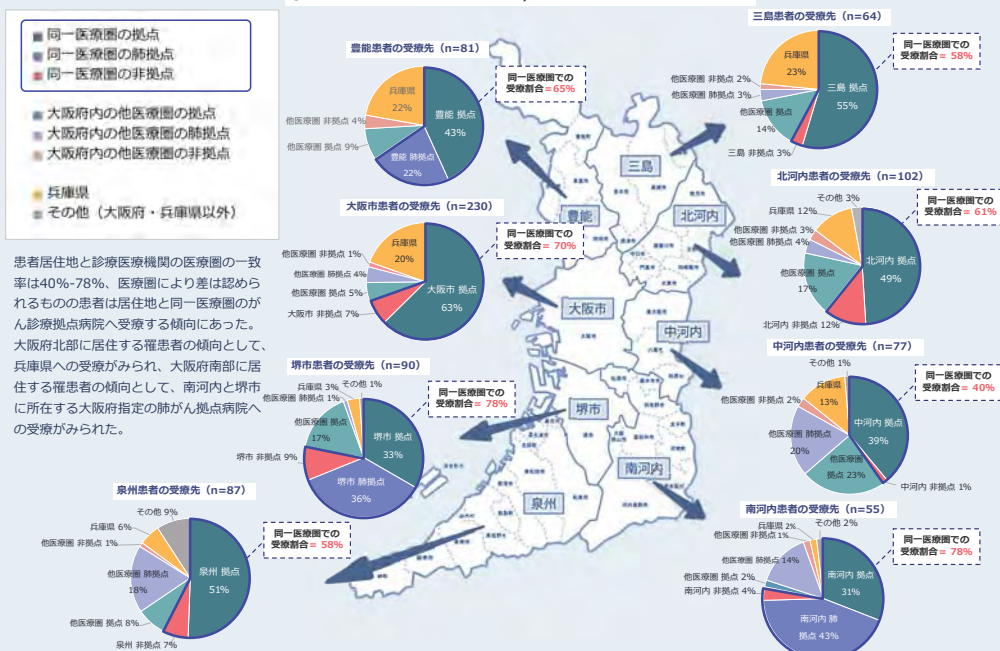 同一医療圏の拠点
同一医療圏の肺拠点
同一医療圏の非拠点
大阪府内の他医療圏の拠点
大阪府内の他医療圏の肺拠点
大阪府内の他医療圏の非拠点
兵庫県
その他（大阪府・兵庫県以外）
患者居住地と診療医療機関の医療圏の一致
率は40%-78%、医療圏により差は認めら
れるものの患者は居住地と同一医療圏のが
ん診療拠点病院へ受療する傾向にあった。
大阪府北部に居住する罹患者の傾向として、
兵庫県への受療がみられ、大阪府南部に居
住する罹患者の傾向として、南河内と堺市
に所在する大阪府指定の肺がん拠点病院へ
の受療がみられた。
豊能患者の受療先（n=81）
兵庫県
22%
他医療圏 非拠点 4%
他医療圏 拠点 9%
豊能 拠点
43%
豊能 肺拠点
22%
同一医療圏での
受療割合= 65%
三島患者の受療先（n=64）
兵庫県
23%
他医療圏 非拠点 2%
他医療圏 肺拠点 3%
他医療圏 拠点
14%
三島 非拠点 3%
三島 拠点
55%
同一医療圏での
受療割合= 58%
大阪市患者の受療先（n=230）
兵庫県
20%
他医療圏 非拠点 1%
他医療圏 肺拠点 4%
他医療圏 拠点 5%
大阪市 非拠点 7%
大阪市 拠点
63%
同一医療圏での
受療割合= 70%
北河内患者の受療先（n=102）
その他 3%
兵庫県 12%
他医療圏 非拠点 3%
他医療圏 肺拠点 4%
他医療圏 拠点
17%
北河内 非拠点 12%
北河内 拠点
49%
同一医療圏での
受療割合= 61%
堺市患者の受療先（n=90）
その他 1%
兵庫県 3%
他医療圏 肺拠点 1%
他医療圏 拠点
17%
堺市 非拠点 9%
堺市 拠点
33%
堺市 肺拠点
36%
同一医療圏での
受療割合= 78%
中河内患者の受療先（n=77）
その他 1%
兵庫県
13%
他医療圏 非拠点 2%
他医療圏 肺拠点
20%
他医療圏
拠点 23%
中河内 非拠点 1%
中河内 拠点
39%
同一医療圏での
受療割合= 40%
泉州患者の受療先（n=87）
その他 9%
兵庫県 6%
他医療圏 非拠点 1%
他医療圏 肺拠点
18%
他医療圏 拠点 8%
泉州 非拠点 7%
泉州 拠点
51%
同一医療圏での
受療割合= 58%
南河内患者の受療先（n=55）
その他 2%
兵庫県 2%
他医療圏 非拠点 1%
他医療圏 肺拠点 14%
他医療圏 拠点 2%
南河内 非拠点 4%
南河内 拠点
31%
南河内 肺
拠点 43%
同一医療圏での
受療割合= 78%
三島
豊能
北河内
大阪市
中河内
堺市
南河内
泉州